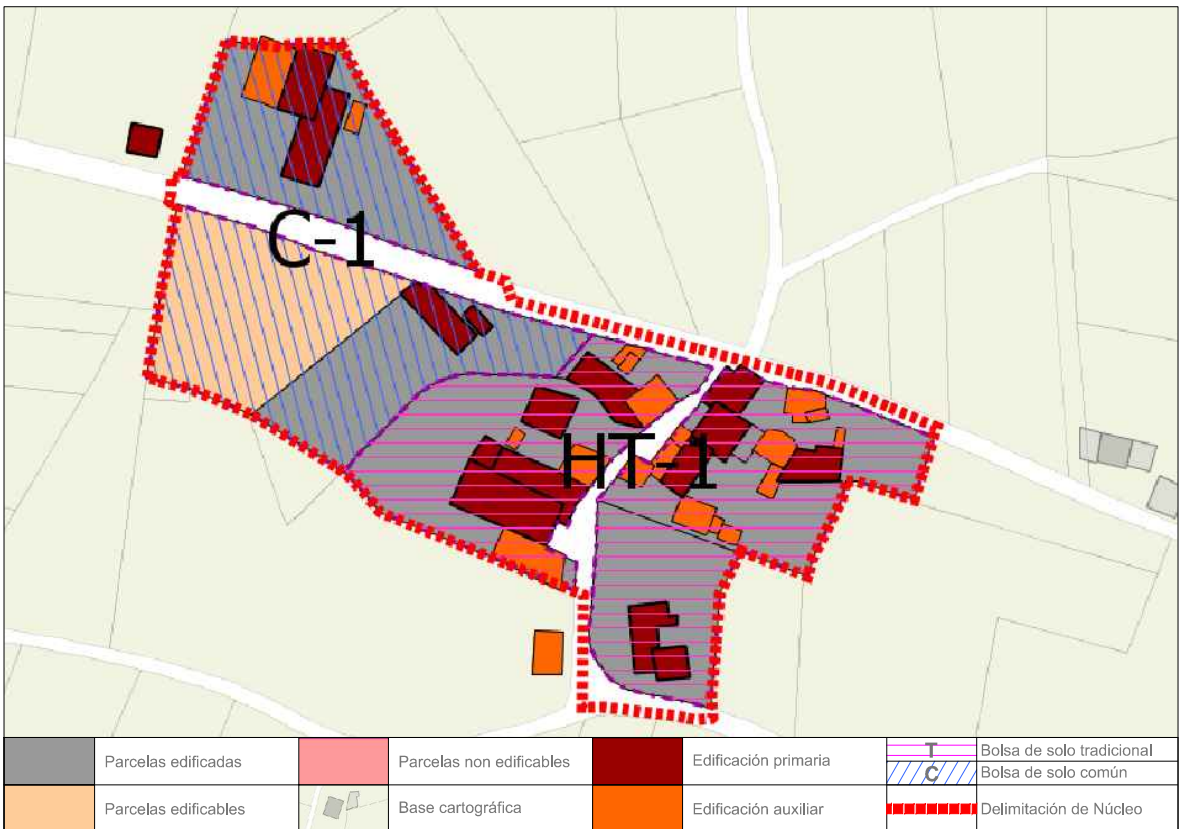 C-1
HT-1
Parcelas edificadas
Parcelas non edificables
Edificación primaria
T
Bolsa de solo tradicional
C
Bolsa de solo común
Parcelas edificables
Base cartográfica
Edificación auxiliar
Delimitación de Núcleo